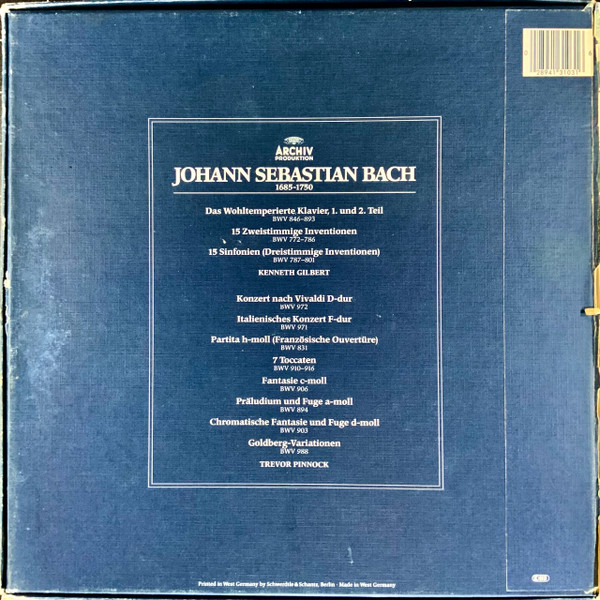 ARCHIV
PRODUKTION
JOHANN SEBASTIAN BACH
1685-1750
Das Wohltemperierte Klavier, 1. und 2. Teil
BWV 846-893
15 Zweistimmige Inventionen
BWV 772-786
15 Sinfonien (Dreistimmige Inventionen)
BWV 787-801
KENNETH GILBERT
Konzert nach Vivaldi D-dur
BWV 972
Italienisches Konzert F-dur
BWV 971
Partita h-moll (Französische Ouvertüre)
BWV 831
7 Toccaten
BWV 910-916
Fantasie c-moll
BWV 906
Präludium und Fuge a-moll
BWV 894
Chromatische Fantasie und Fuge d-moll
BWV 903
Goldberg-Variationen
BWV 988
TREVOR PINNOCK
Printed in West Germany by Schwerdtle & Schantz, Berlin · Made in West Germany